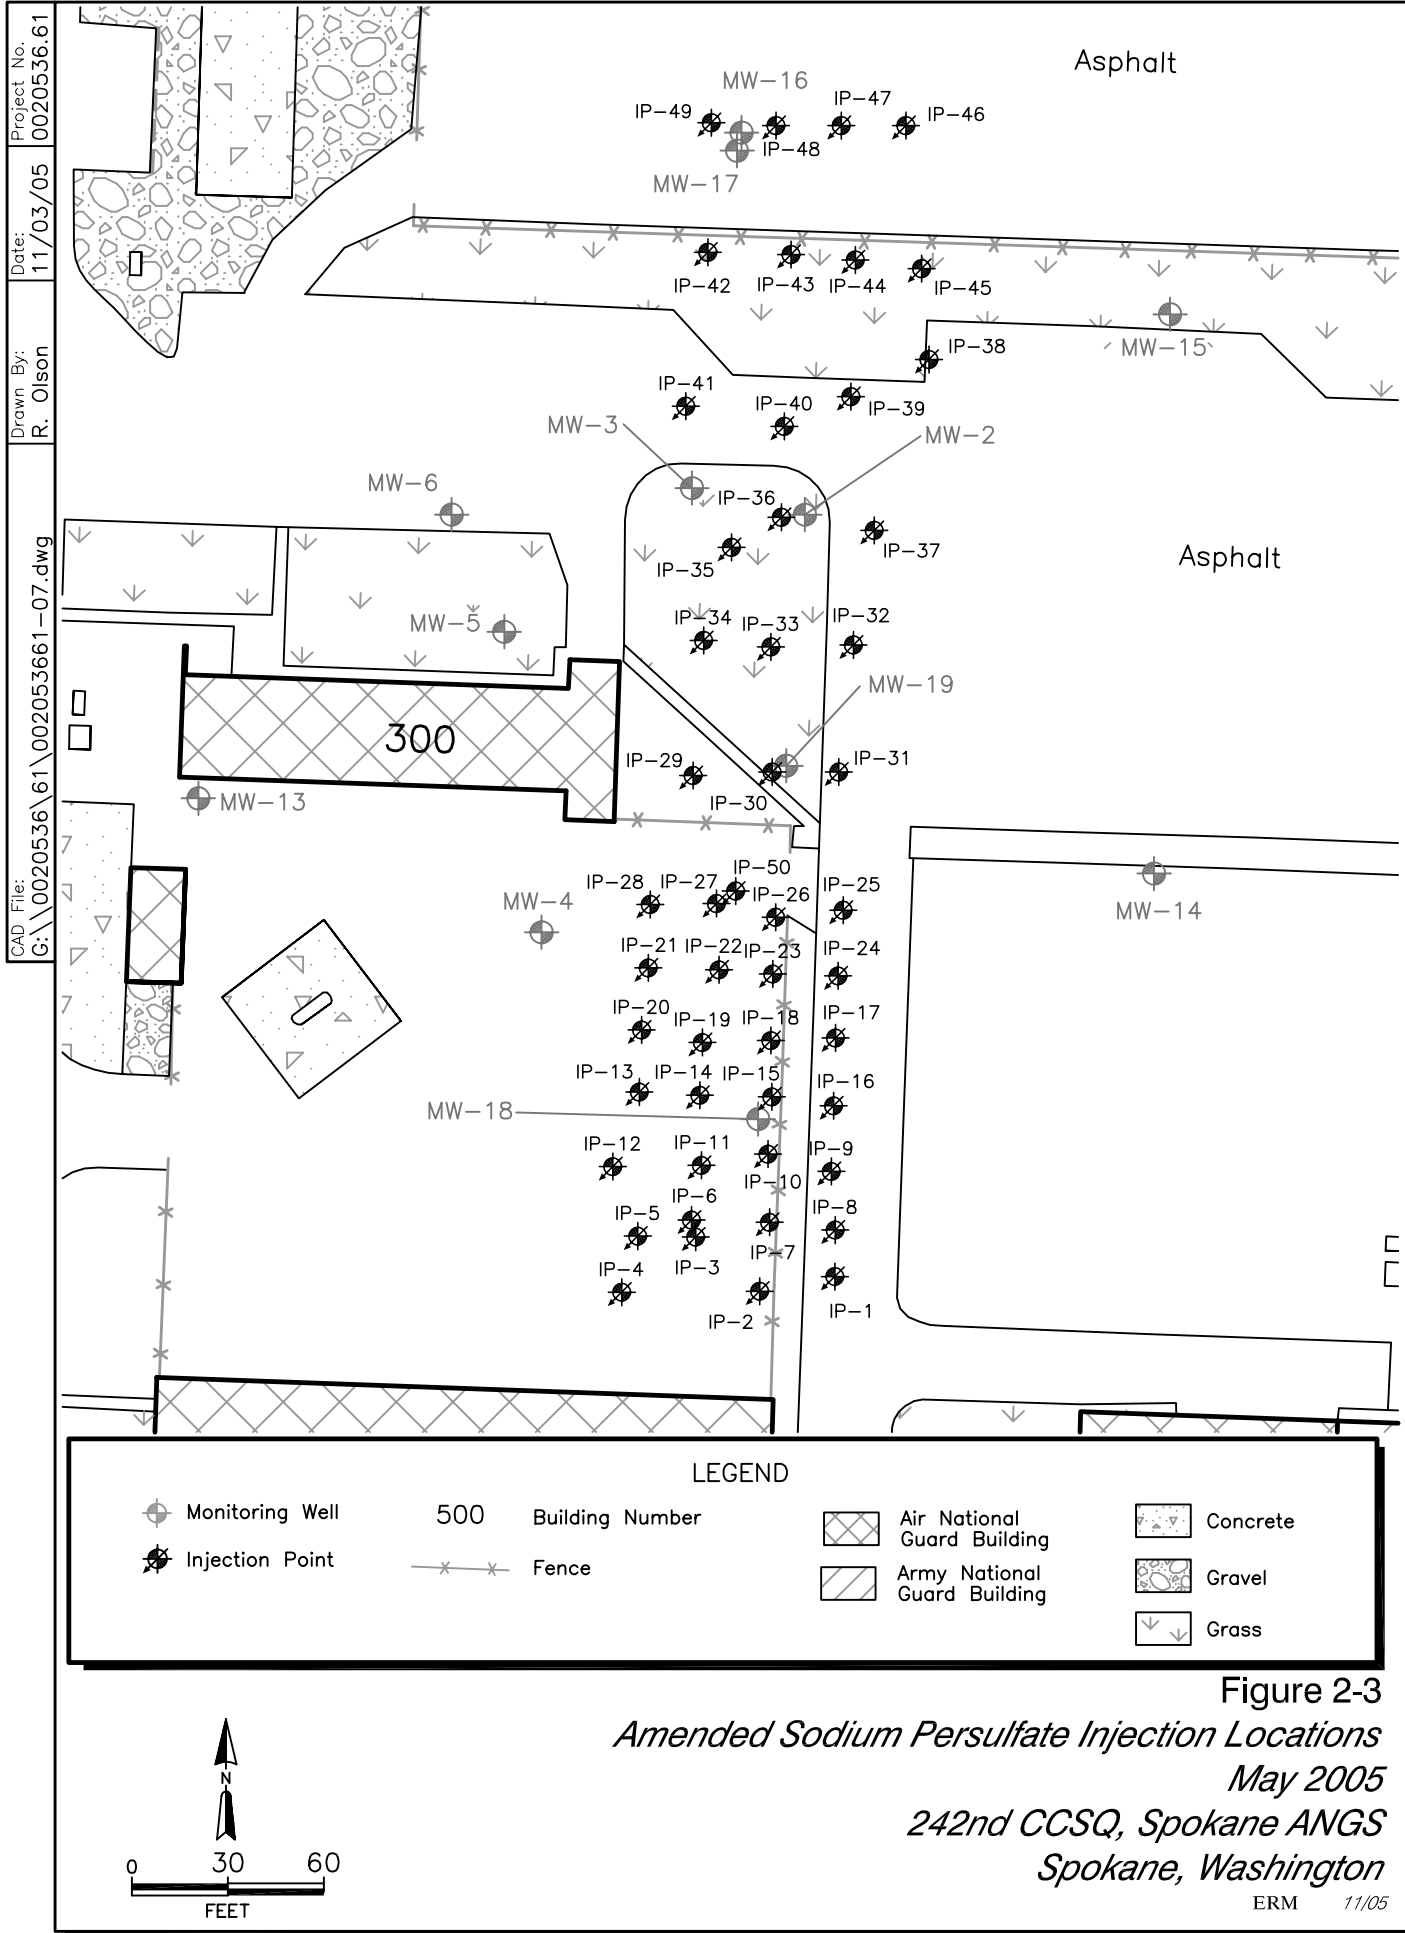 Project No.
0020536.61
Date:
11/03/05
Drawn By:
R. Olson
CAD File:
G:\0020536\61\002053661-07.dwg
Asphalt
MW-16
IP-49
IP-47
IP-46
IP-48
MW-17
IP-42
IP-43
IP-44
IP-45
MW-15
IP-38
IP-41
IP-40
IP-39
MW-3
MW-2
MW-6
IP-36
IP-37
IP-35
Asphalt
MW-5
IP-34
IP-33
IP-32
MW-19
300
IP-29
IP-31
IP-30
MW-13
IP-50
IP-28
IP-27
IP-26
IP-25
MW-4
MW-14
IP-21
IP-22
IP-23
IP-24
IP-20
IP-19
IP-18
IP-17
IP-13
IP-14
IP-15
IP-16
MW-18
IP-12
IP-11
IP-9
IP-10
IP-6
IP-5
IP-8
IP-7
IP-3
IP-4
IP-2
IP-1
LEGEND
Monitoring Well
Injection Point
500 Building Number
Fence
Air National
Guard Building
Army National
Guard Building
Concrete
Gravel
Grass
Figure 2-3
Amended Sodium Persulfate Injection Locations
May 2005
242nd CCSQ, Spokane ANGS
Spokane, Washington
ERM 11/05
N
0 30 60
FEET